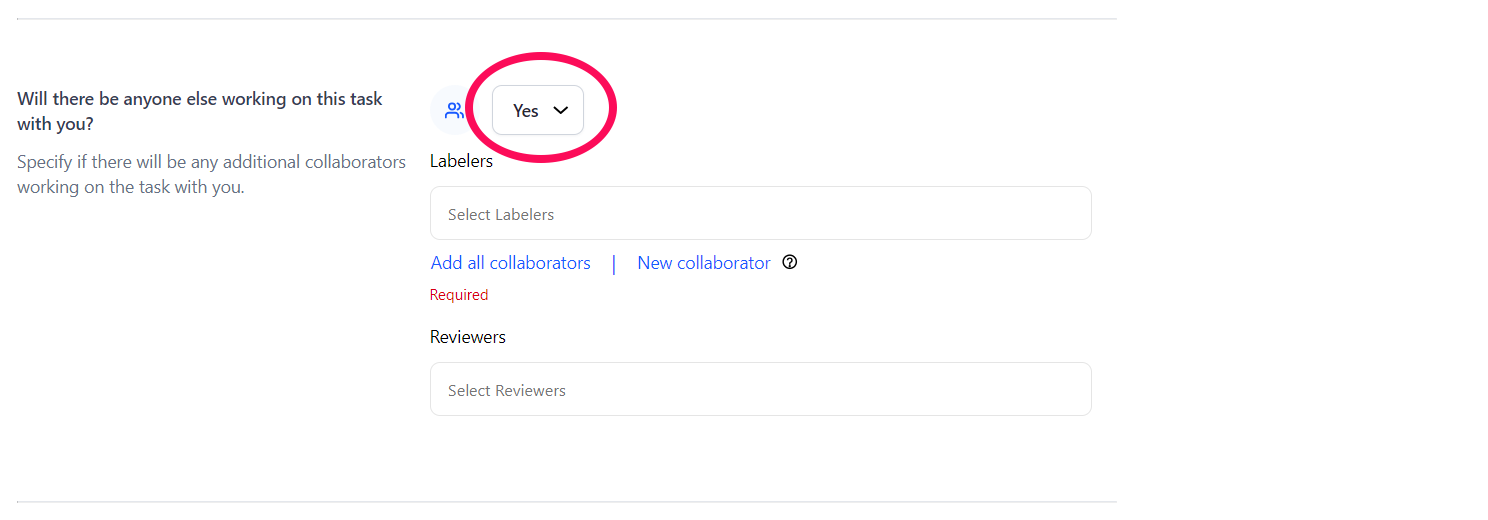 Will there be anyone else working on this task
with you?
Specify if there will be any additional collaborators
working on the task with you.
Yes
Labelers
Select Labelers
Add all collaborators | New collaborator
Required
Reviewers
Select Reviewers